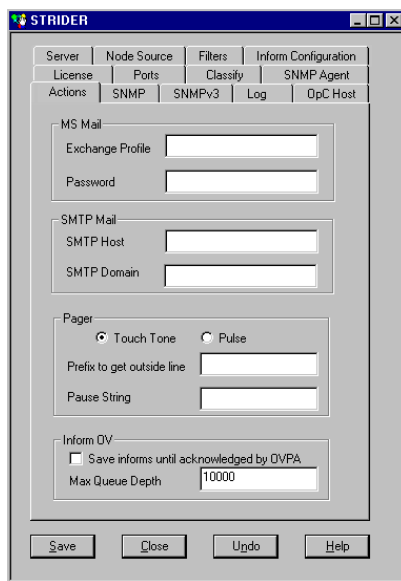 STRIDER
Server Node Source Filters Inform Configuration
License Ports Classify SNMP Agent
Actions SNMP SNMPv3 Log OpC Host
MS Mail
Exchange Profile
Password
SMTP Mail
SMTP Host
SMTP Domain
Pager
Touch Tone Pulse
Prefix to get outside line
Pause String
Inform OV
Save informs until acknowledged by OVPA
Max Queue Depth 10000
Save Close Undo Help